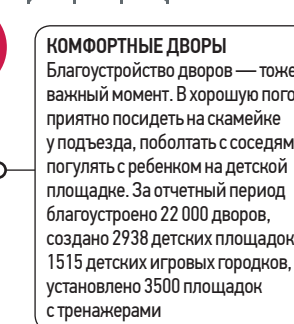 КОМФОРТНЫЕ ДВОРЫ
Благоустройство дворов — тоже
важный момент. В хорошую пого
приятно посидеть на скамейке
у подъезда, поболтать с соседям
погулять с ребенком на детской
площадке. За отчетный период
благоустроено 22 000 дворов,
создано 2938 детских площадок
1515 детских игровых городков,
установлено 3500 площадок
с тренажерами